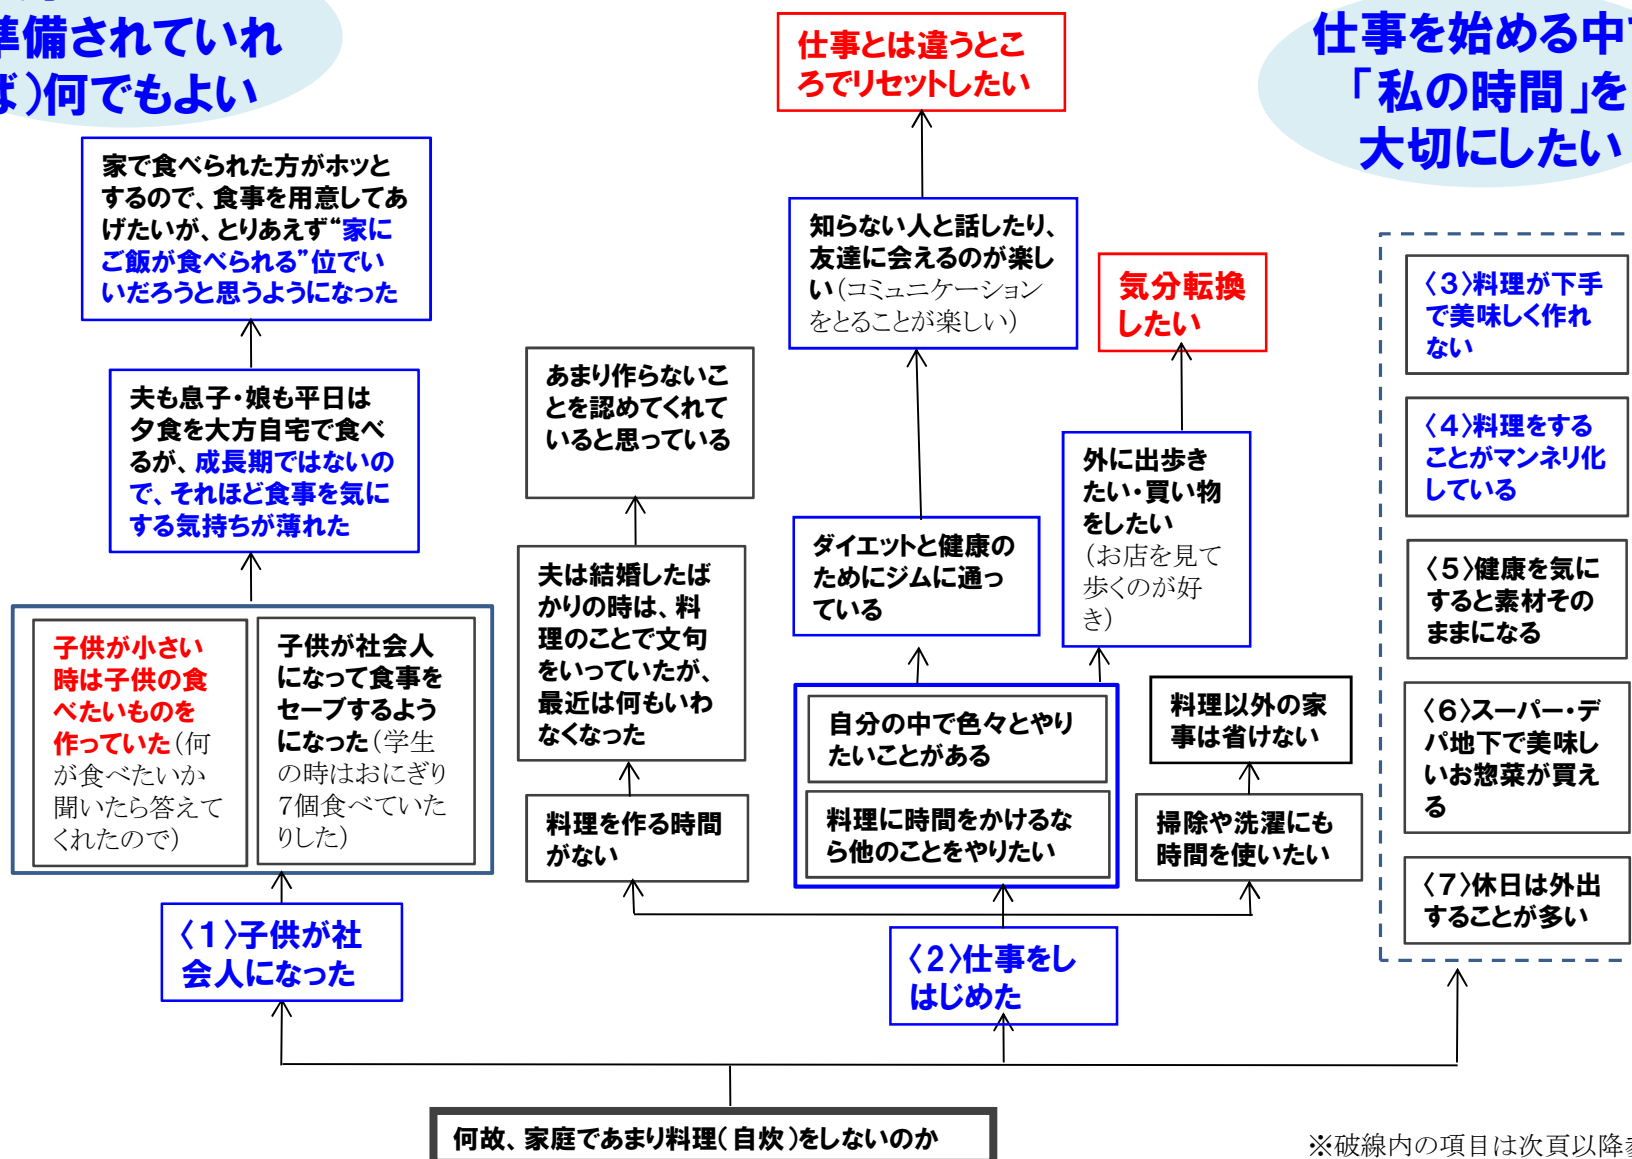 準備されていれ
ば)何でもよい
仕事とは違うとこ
ろでリセットしたい
仕事を始める中で
「私の時間」を
大切にしたい
家で食べられた方がホッと
するので、食事を用意してあ
げたいが、とりあえず“家に
ご飯が食べられる”位でい
いだろうと思うようになった
知らない人と話したり、
友達に会えるのが楽し
い(コミュニケーション
をとることが楽しい)
気分転換
したい
〈3〉料理が下手
で美味しく作れ
ない
夫も息子・娘も平日は
夕食を大方自宅で食べ
るが、成長期ではないの
で、それほど食事を気に
する気持ちが薄れた
あまり作らないこ
とを認めてくれて
いると思っている
外に出歩き
たい・買い物
をしたい
(お店を見て
歩くのが好
き)
〈4〉料理をする
ことがマンネリ化
している
夫は結婚したば
かりの時は、料
理のことで文句
をいっていたが、
最近は何もいわ
なくなった
ダイエットと健康の
ためにジムに通っ
ている
〈5〉健康を気に
すると素材その
ままになる
子供が小さい
時は子供の食
べたいものを
作っていた(何
が食べたいか
聞いたら答えて
くれたので)
子供が社会人
になって食事を
セーブするよう
になった(学生
の時はおにぎり
7個食べていた
りした)
自分の中で色々とやり
たいことがある
料理以外の家
事は省けない
〈6〉スーパー・デ
パ地下で美味し
いお惣菜が買え
る
料理を作る時間
がない
料理に時間をかけるな
ら他のことをやりたい
掃除や洗濯にも
時間を使いたい
〈7〉休日は外出
することが多い
〈1〉子供が社
会人になった
〈2〉仕事をし
はじめた
何故、家庭であまり料理(自炊)をしないのか
※破線内の項目は次頁以降